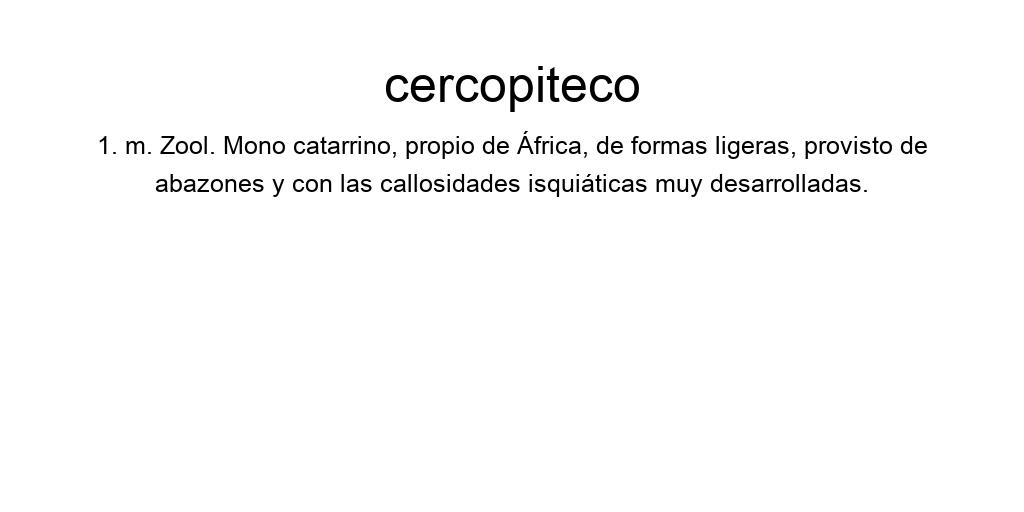 cercopiteco
1. m. Zool. Mono catarrino, propio de África, de formas ligeras, provisto de
abazones y con las callosidades isquiáticas muy desarrolladas.